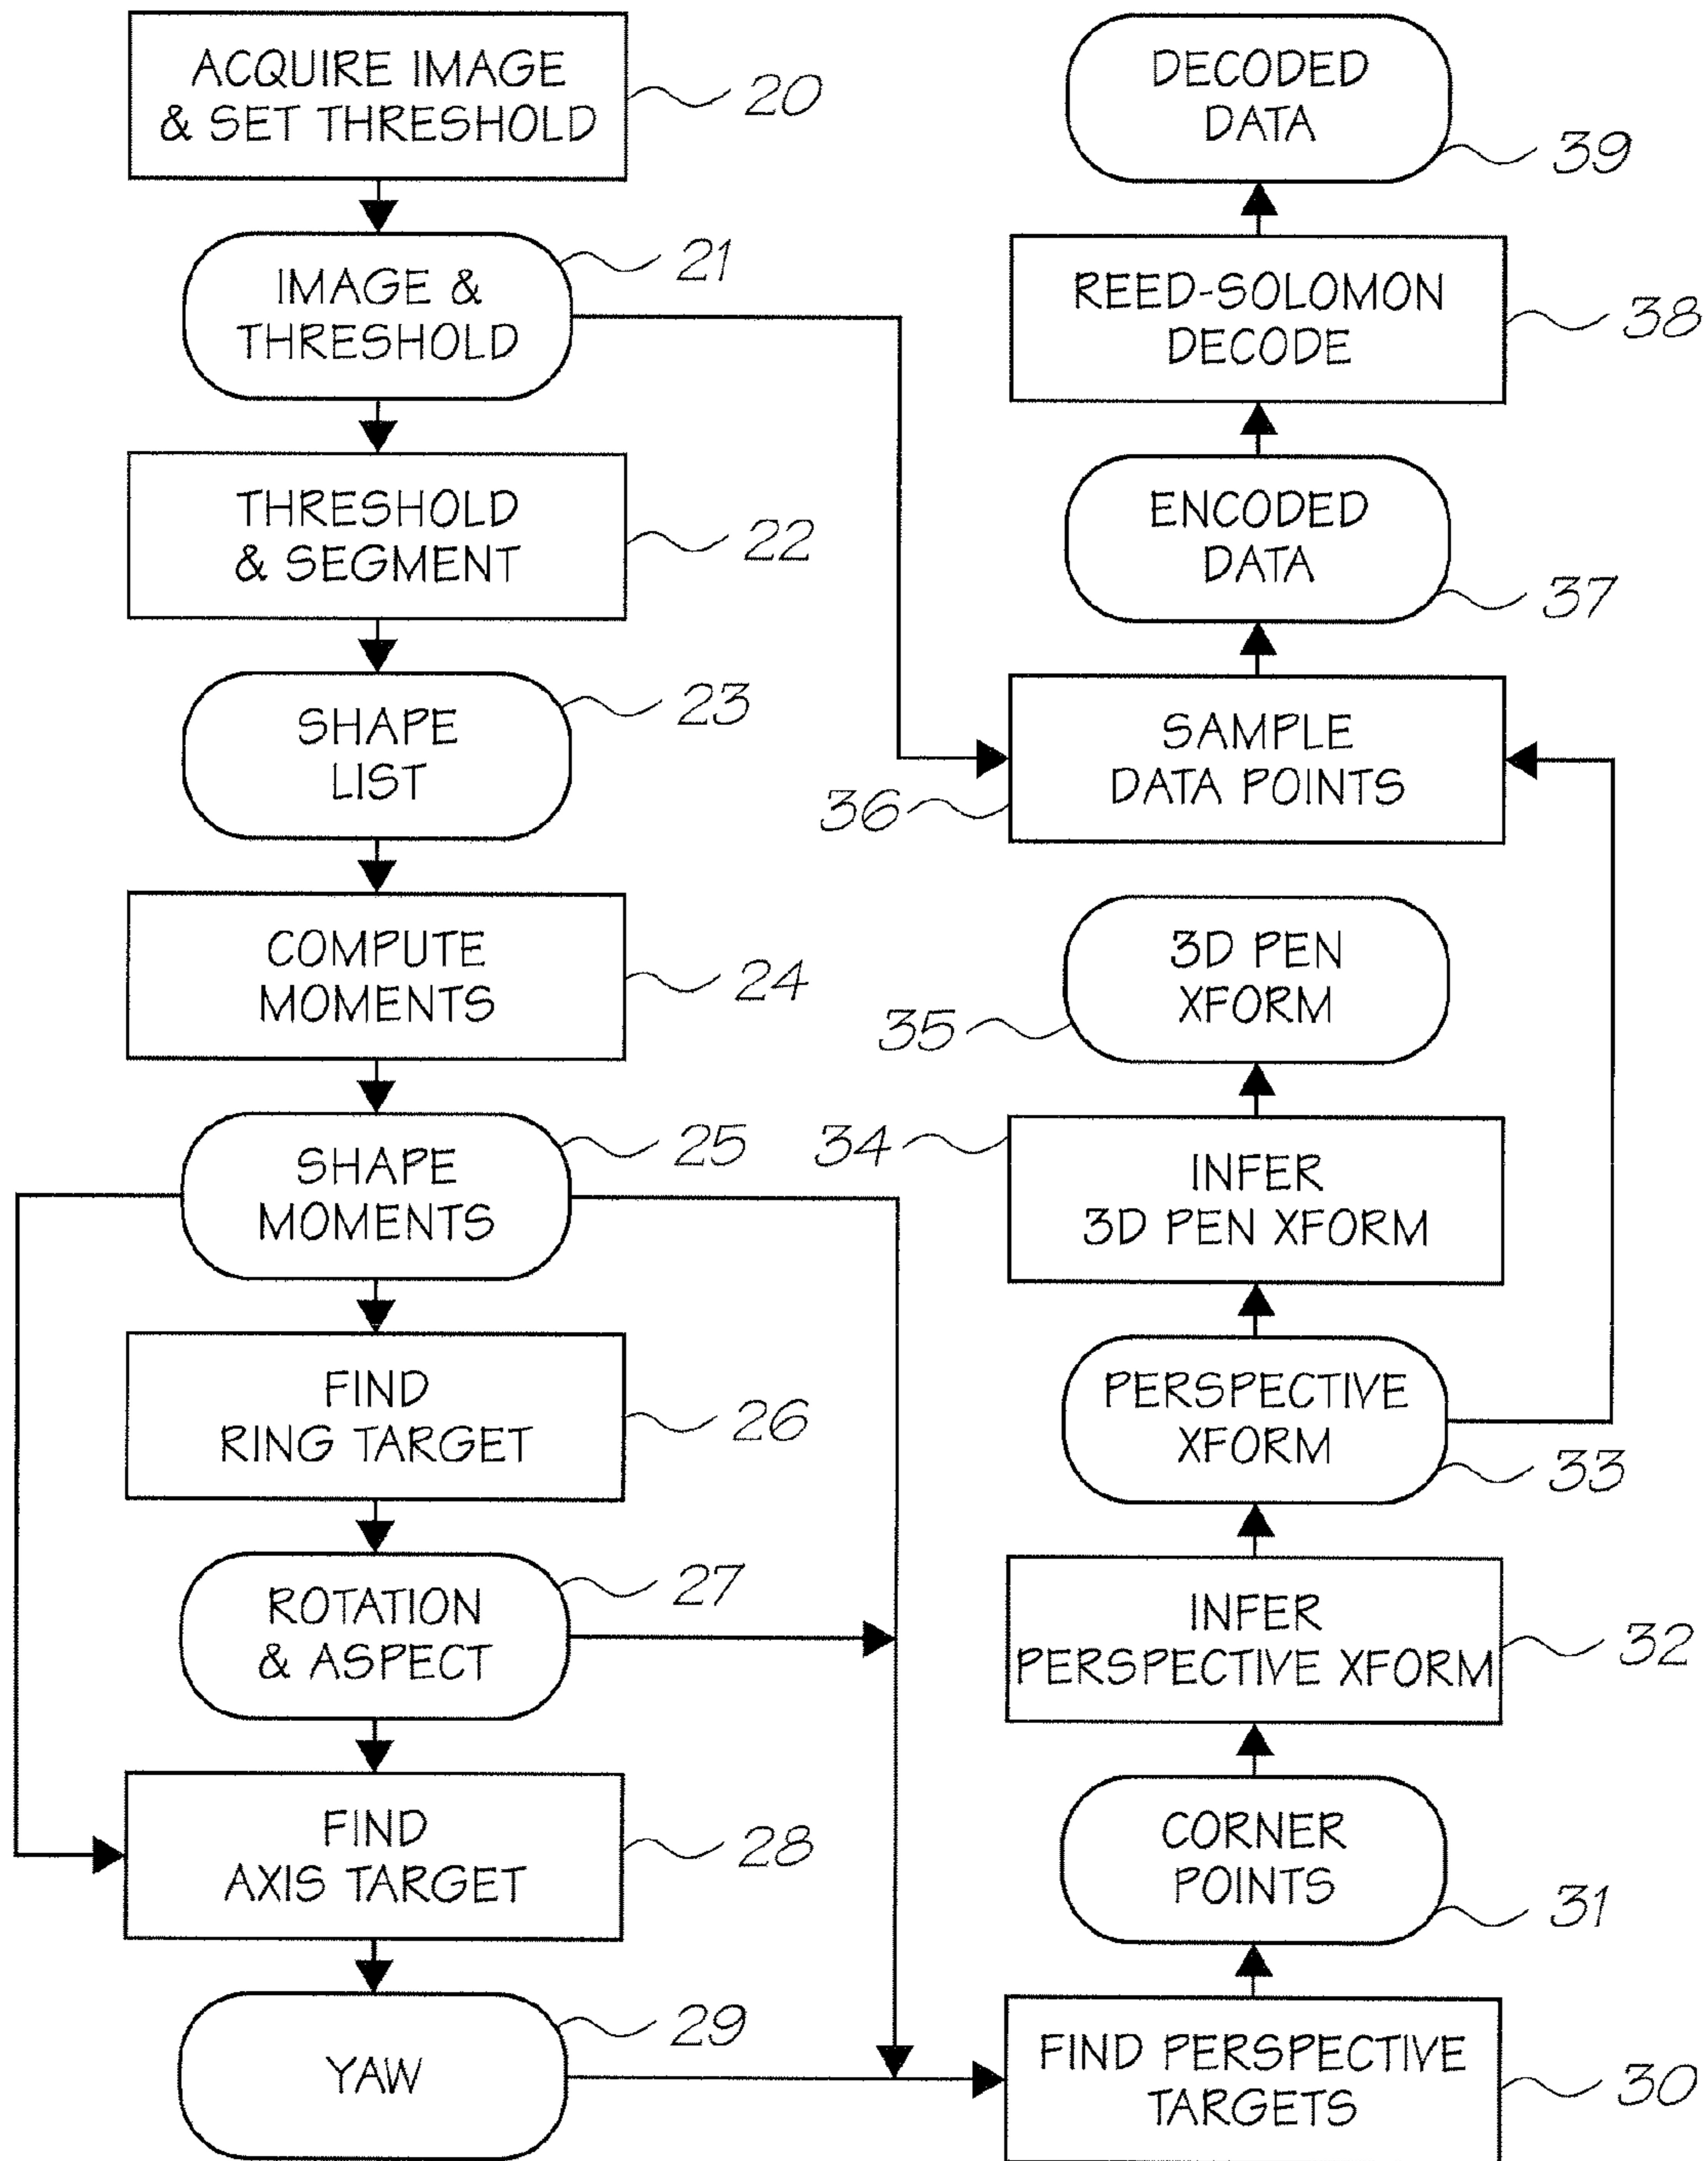 ACQUIRE IMAGE
& SET THRESHOLD
20
IMAGE &
THRESHOLD
21
THRESHOLD
& SEGMENT
22
SHAPE
LIST
23
COMPUTE
MOMENTS
24
SHAPE
MOMENTS
25
FIND
RING TARGET
26
ROTATION
& ASPECT
27
FIND
AXIS TARGET
28
YAW
29
DECODED
DATA
39
REED-SOLOMON
DECODE
38
ENCODED
DATA
37
SAMPLE
DATA POINTS
36
3D PEN
XFORM
35
INFER
3D PEN XFORM
34
PERSPECTIVE
XFORM
33
INFER
PERSPECTIVE XFORM
32
CORNER
POINTS
31
FIND PERSPECTIVE
TARGETS
30